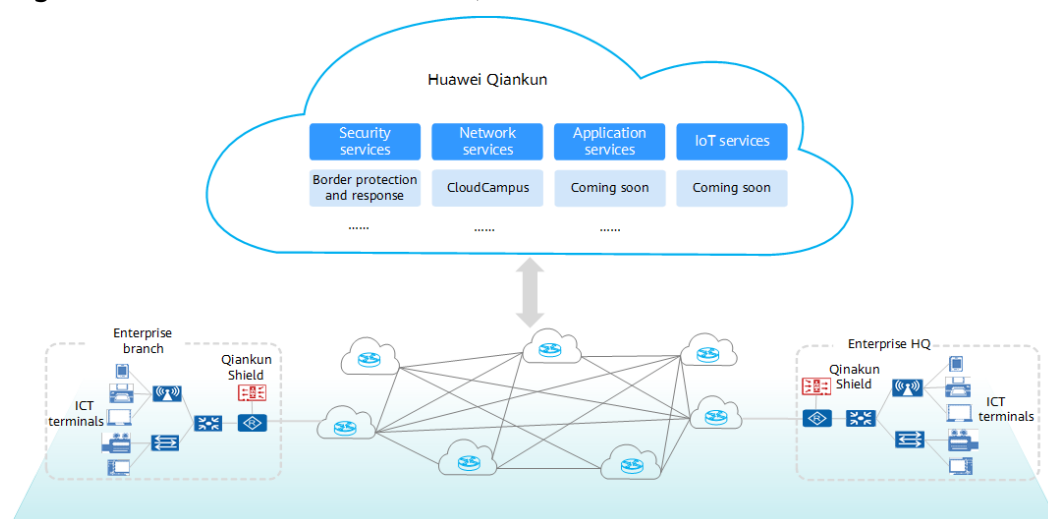 Huawei Qiankun
Security
services
Network
services
Application
services
IoT services
Border protection
and response
CloudCampus
Coming soon
Coming soon
......
......
......
Enterprise
branch
Qiankun
Shield
ICT
terminals
Enterprise HQ
Qinakun
Shield
ICT
terminals